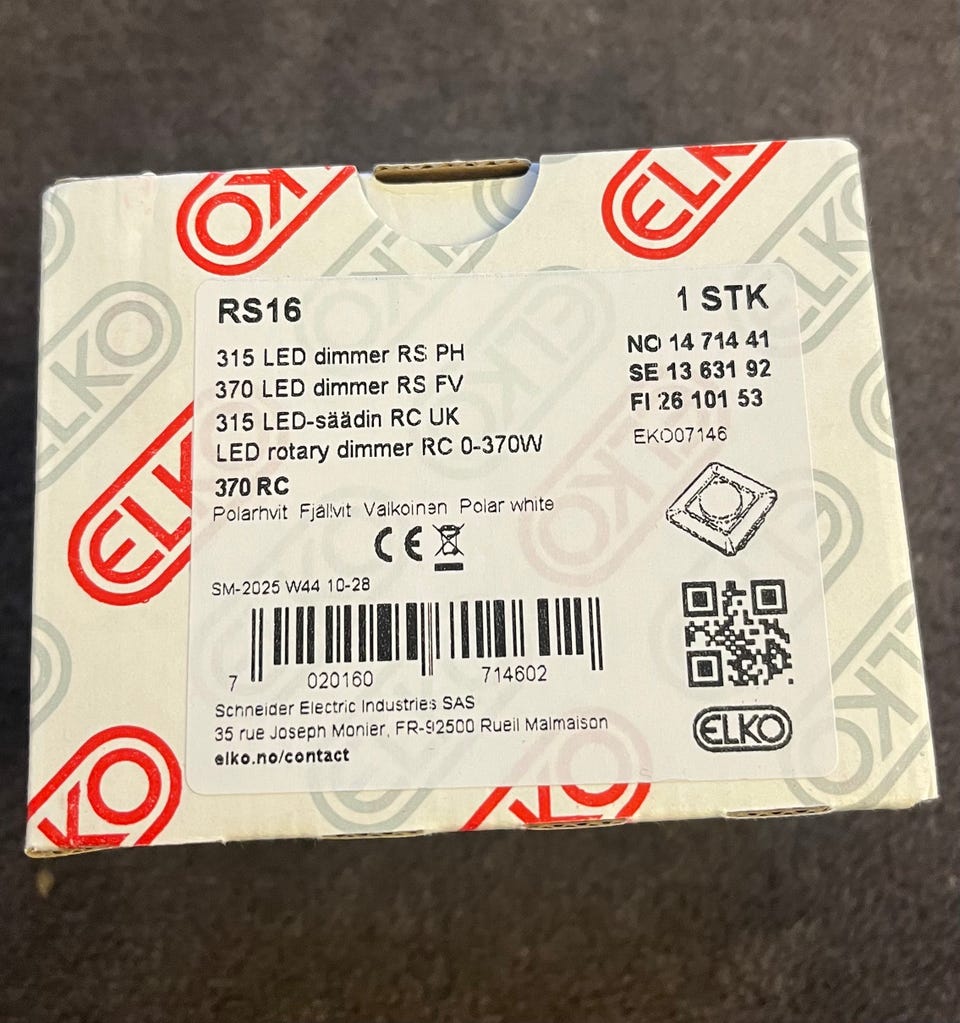 ELKO
ELKO
RS16
1 STK
315 LED dimmer RS PH
370 LED dimmer RS FV
315 LED-säädin RC UK
LED rotary dimmer RC 0-370W
370 RC
Polarhvit Fjällvit Valkoinen Polar white
NO 14 714 41
SE 13 631 92
FI 26 101 53
EKO07146
CE
SM-2025 W44 10-28
7 020160 714602
Schneider Electric Industries SAS
35 rue Joseph Monier, FR-92500 Rueil Malmaison
elko.no/contact
ELKO